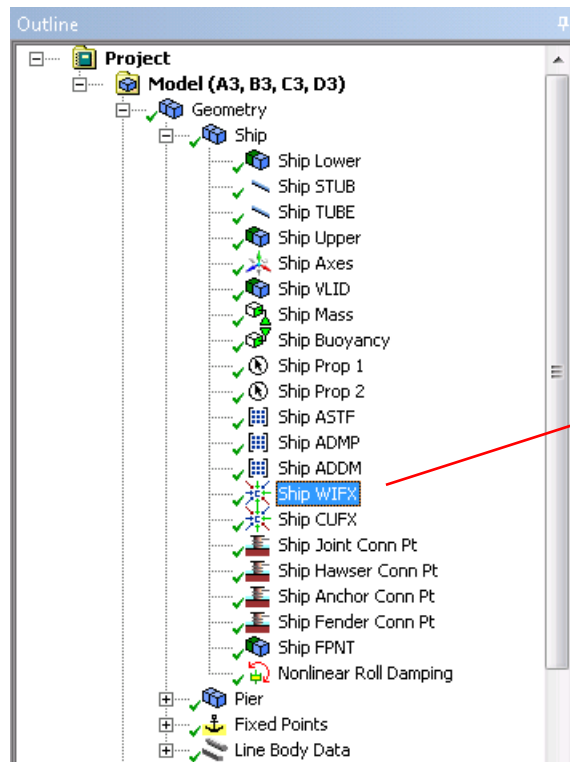 Outline
Project
Model (A3, B3, C3, D3)
Geometry
Ship
Ship Lower
Ship STUB
Ship TUBE
Ship Upper
Ship Axes
Ship VLID
Ship Mass
Ship Buoyancy
Ship Prop 1
Ship Prop 2
Ship ASTF
Ship ADMP
Ship ADDM
Ship WIFX
Ship CUFX
Ship Joint Conn Pt
Ship Hawser Conn Pt
Ship Anchor Conn Pt
Ship Fender Conn Pt
Ship FPNT
Nonlinear Roll Damping
Pier
Fixed Points
Line Body Data